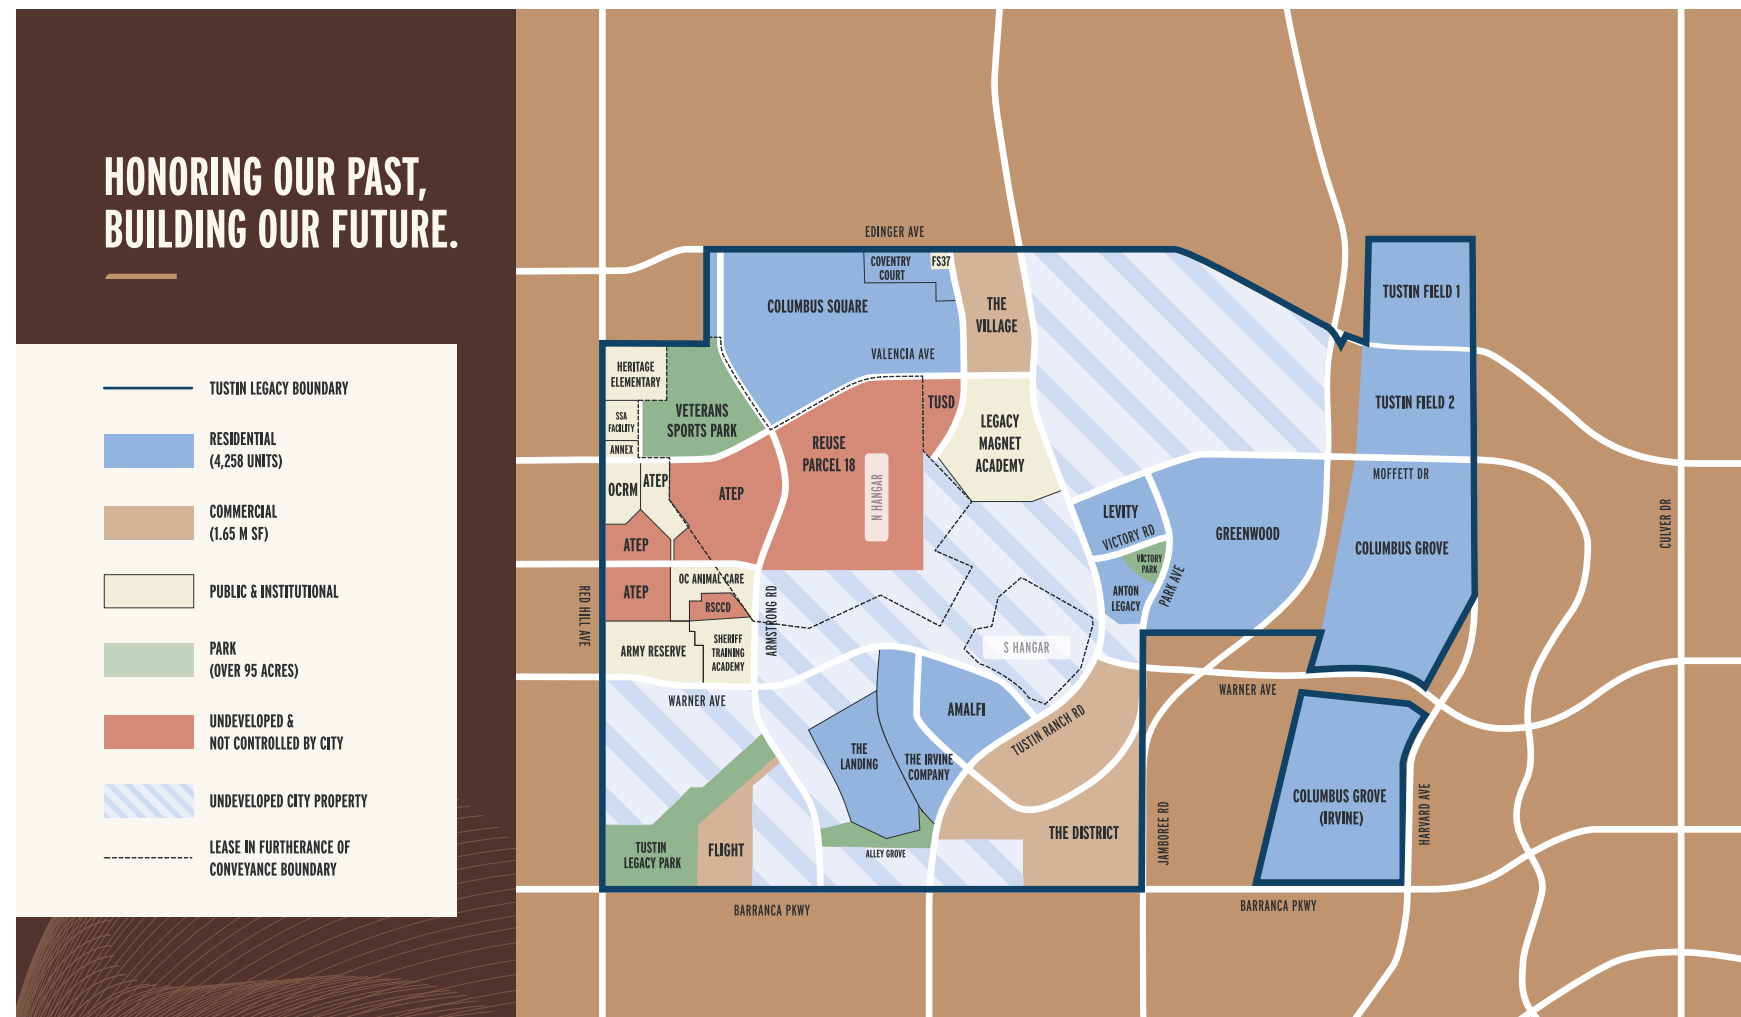 HONORING OUR PAST,
BUILDING OUR FUTURE.
TUSTIN LEGACY BOUNDARY
RESIDENTIAL
(4,258 UNITS)
COMMERCIAL
(1.65 M SF)
PUBLIC & INSTITUTIONAL
PARK
(OVER 95 ACRES)
UNDEVELOPED &
NOT CONTROLLED BY CITY
UNDEVELOPED CITY PROPERTY
LEASE IN FURTHERANCE OF
CONVEYANCE BOUNDARY
EDINGER AVE
COVENTRY
COURT
FS37
COLUMBUS SQUARE
THE
VILLAGE
VALENCIA AVE
TUSTIN FIELD 1
TUSTIN FIELD 2
HERITAGE
ELEMENTARY
SSA
FACILITY
ANNEX
VETERANS
SPORTS PARK
TUSD
LEGACY
MAGNET
ACADEMY
REUSE
PARCEL 18
N HANGAR
OCRM
ATEP
ATEP
ATEP
ATEP
MOFFETT DR
CULVER DR
LEVITY
VICTORY RD
VICTORY
PARK
GREENWOOD
COLUMBUS GROVE
ANTON
LEGACY
PARK AVE
OC ANIMAL CARE
RSCCD
RED HILL AVE
ARMSTRONG RD
ARMY RESERVE
SHERIFF
TRAINING
ACADEMY
S HANGAR
WARNER AVE
WARNER AVE
AMALFI
TUSTIN RANCH RD
THE
LANDING
THE IRVINE
COMPANY
COLUMBUS GROVE
(IRVINE)
HARVARD AVE
JAMBOREE RD
THE DISTRICT
TUSTIN
LEGACY PARK
FLIGHT
ALLEY GROVE
BARRANCA PKWY
BARRANCA PKWY